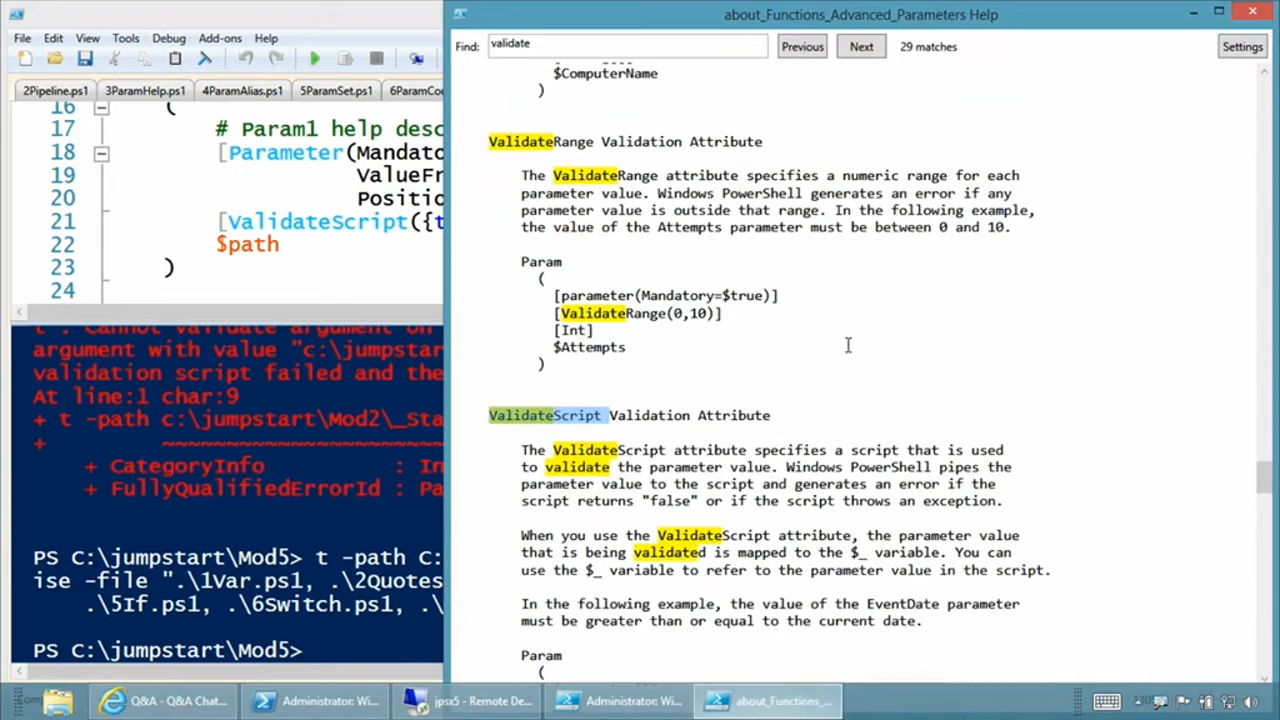 about_Functions_Advanced_Parameters Help
File Edit View Tools Debug Add-ons Help
Find: validate Previous Next 29 matches Settings
2Pipeline.ps1 3ParamHelp.ps1 4ParamAlias.ps1 5ParamSet.ps1 6ParamCou
16 (
17 # Param1 help desc
18 [Parameter(Mandato
19 ValueFr
20 Positio
21 [ValidateScript({t
22 $path
23 )
24
t : Cannot validate argument on
argument with value "c:\jumpstart
validation script failed and the
At line:1 char:9
+ t -path c:\jumpstart\Mod2\_Sta
+ ~~~~~~~~~~~~~~~~~~~~~
+ CategoryInfo : In
+ FullyQualifiedErrorId : Pa
PS C:\jumpstart\Mod5> t -path C:
ise -file ".\1Var.ps1, .\2Quotes
.\5If.ps1, .\6Switch.ps1, .\
PS C:\jumpstart\Mod5>
$ComputerName
)
ValidateRange Validation Attribute
The ValidateRange attribute specifies a numeric range for each
parameter value. Windows PowerShell generates an error if any
parameter value is outside that range. In the following example,
the value of the Attempts parameter must be between 0 and 10.
Param
(
[parameter(Mandatory=$true)]
[ValidateRange(0,10)]
[Int]
$Attempts
)
ValidateScript Validation Attribute
The ValidateScript attribute specifies a script that is used
to validate the parameter value. Windows PowerShell pipes the
parameter value to the script and generates an error if the
script returns "false" or if the script throws an exception.
When you use the ValidateScript attribute, the parameter value
that is being validated is mapped to the $_ variable. You can
use the $_ variable to refer to the parameter value in the script.
In the following example, the value of the EventDate parameter
must be greater than or equal to the current date.
Param
(
Q&A - Q&A Chat... Administrator: Wi... jpsx5 - Remote De... Administrator: Wi... about_Functions_...